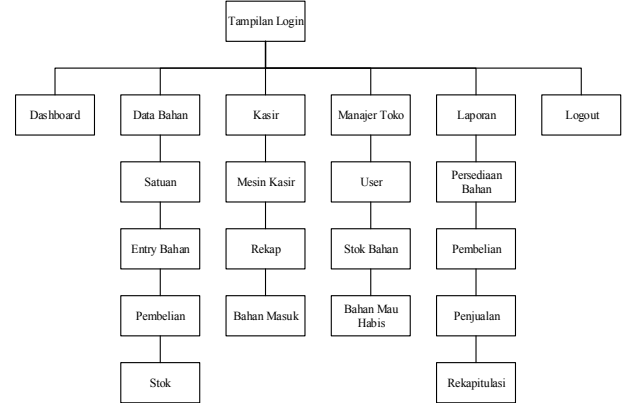 Tampilan Login
Dashboard
Data Bahan
Kasir
Manajer Toko
Laporan
Logout
Satuan
Mesin Kasir
User
Persediaan
Bahan
Entry Bahan
Rekap
Stok Bahan
Pembelian
Pembelian
Bahan Masuk
Bahan Mau
Habis
Penjualan
Stok
Rekapitulasi